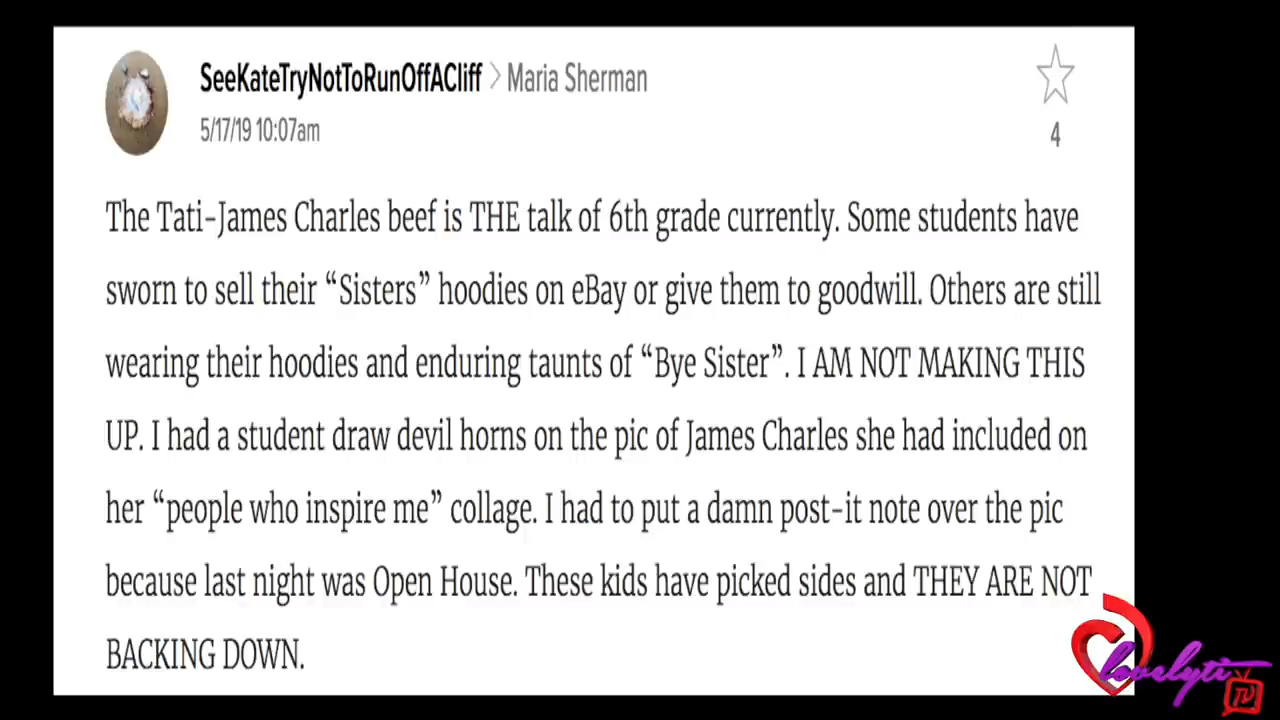 SeeKateTryNotToRunOffACliff > Maria Sherman
5/17/19 10:07am
4
The Tati-James Charles beef is THE talk of 6th grade currently. Some students have
sworn to sell their “Sisters” hoodies on eBay or give them to goodwill. Others are still
wearing their hoodies and enduring taunts of “Bye Sister”. I AM NOT MAKING THIS
UP. I had a student draw devil horns on the pic of James Charles she had included on
her “people who inspire me” collage. I had to put a damn post-it note over the pic
because last night was Open House. These kids have picked sides and THEY ARE NOT
BACKING DOWN.
lovelyti
TV